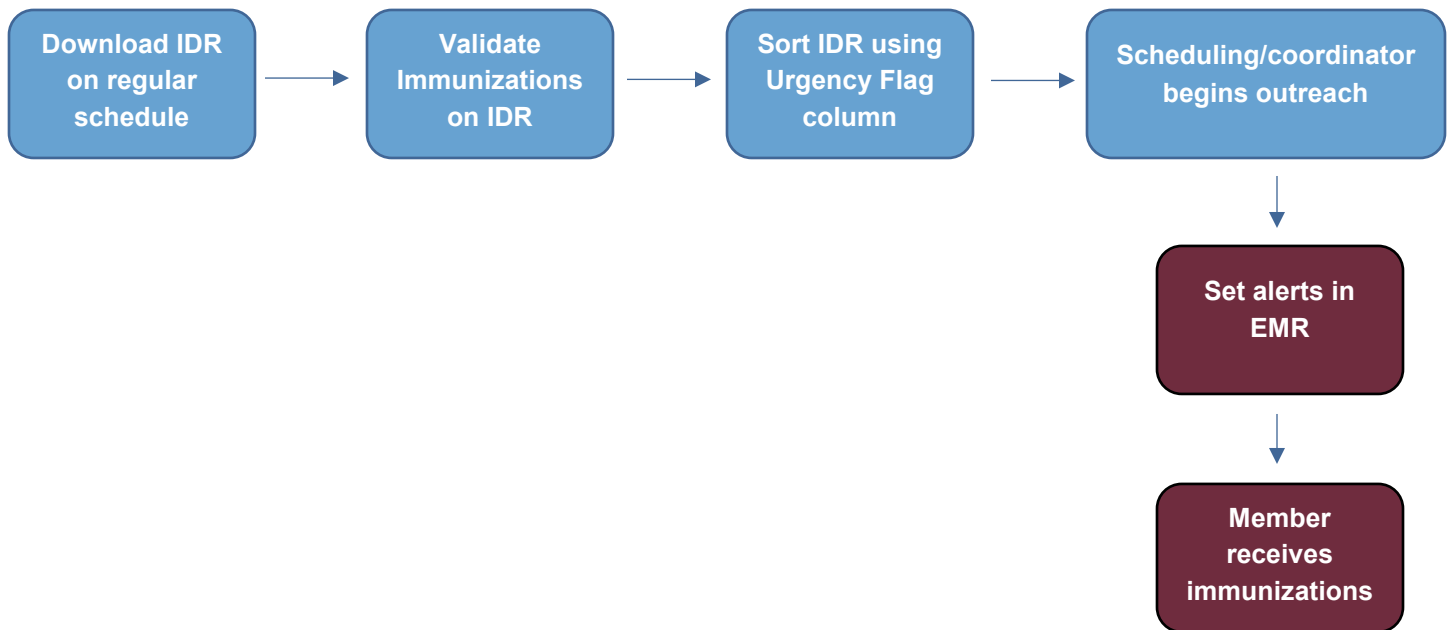 Download IDR
on regular
schedule
Validate
Immunizations
on IDR
Sort IDR using
Urgency Flag
column
Scheduling/coordinator
begins outreach
Set alerts in
EMR
Member
receives
immunizations